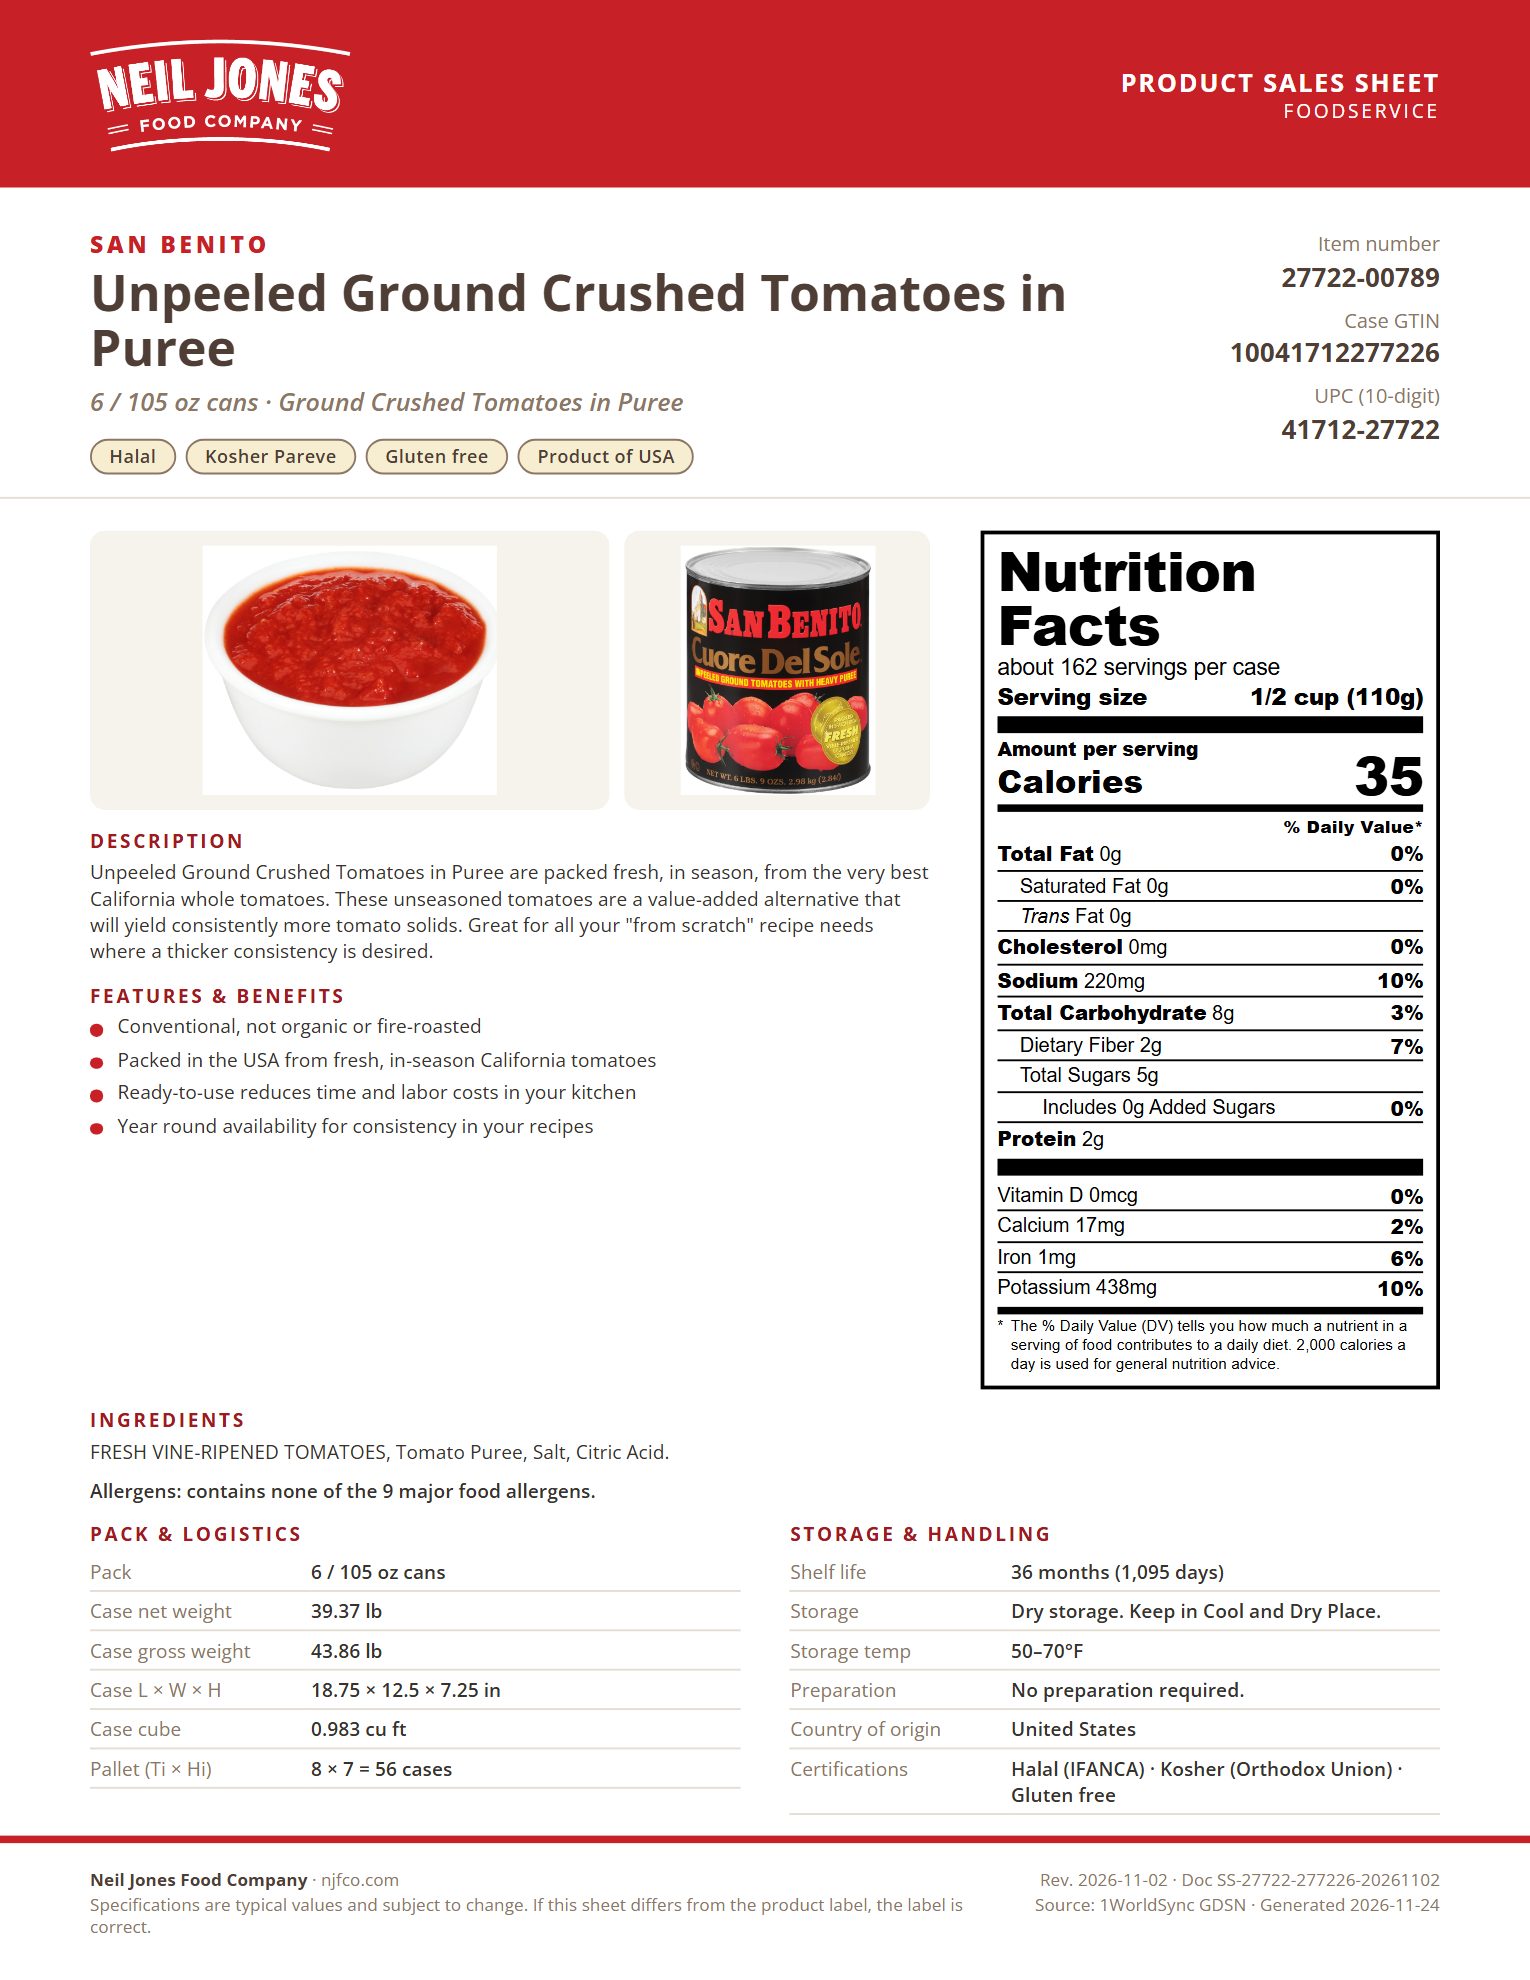 NEIL JONES
FOOD COMPANY
PRODUCT SALES SHEET
FOODSERVICE
SAN BENITO
Unpeeled Ground Crushed Tomatoes in
Puree
6 / 105 oz cans · Ground Crushed Tomatoes in Puree
Halal
Kosher Pareve
Gluten free
Product of USA
Item number
27722-00789
Case GTIN
10041712277226
UPC (10-digit)
41712-27722
SAN BENITO
Cuore Del Sole
UNPEELED GROUND TOMATOES WITH HEAVY PUREE
FRESH
NET WT. 6 LBS. 9 OZS. 2.98 kg (2.84l)
DESCRIPTION
Unpeeled Ground Crushed Tomatoes in Puree are packed fresh, in season, from the very best
California whole tomatoes. These unseasoned tomatoes are a value-added alternative that
will yield consistently more tomato solids. Great for all your "from scratch" recipe needs
where a thicker consistency is desired.
FEATURES & BENEFITS
Conventional, not organic or fire-roasted
Packed in the USA from fresh, in-season California tomatoes
Ready-to-use reduces time and labor costs in your kitchen
Year round availability for consistency in your recipes
Nutrition
Facts
about 162 servings per case
Serving size 1/2 cup (110g)
Amount per serving
Calories 35
% Daily Value*
Total Fat 0g 0%
Saturated Fat 0g 0%
Trans Fat 0g
Cholesterol 0mg 0%
Sodium 220mg 10%
Total Carbohydrate 8g 3%
Dietary Fiber 2g 7%
Total Sugars 5g
Includes 0g Added Sugars 0%
Protein 2g
Vitamin D 0mcg 0%
Calcium 17mg 2%
Iron 1mg 6%
Potassium 438mg 10%
* The % Daily Value (DV) tells you how much a nutrient in a
serving of food contributes to a daily diet. 2,000 calories a
day is used for general nutrition advice.
INGREDIENTS
FRESH VINE-RIPENED TOMATOES, Tomato Puree, Salt, Citric Acid.
Allergens: contains none of the 9 major food allergens.
PACK & LOGISTICS
Pack 6 / 105 oz cans
Case net weight 39.37 lb
Case gross weight 43.86 lb
Case L × W × H 18.75 × 12.5 × 7.25 in
Case cube 0.983 cu ft
Pallet (Ti × Hi) 8 × 7 = 56 cases
STORAGE & HANDLING
Shelf life 36 months (1,095 days)
Storage Dry storage. Keep in Cool and Dry Place.
Storage temp 50–70°F
Preparation No preparation required.
Country of origin United States
Certifications Halal (IFANCA) · Kosher (Orthodox Union) ·
Gluten free
Neil Jones Food Company · njfco.com
Specifications are typical values and subject to change. If this sheet differs from the product label, the label is
correct.
Rev. 2026-11-02 · Doc SS-27722-277226-20261102
Source: 1WorldSync GDSN · Generated 2026-11-24